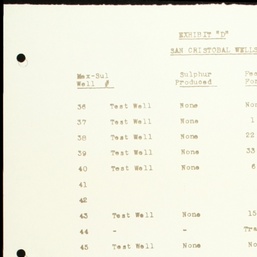 EXHIBIT "D"
SAN CRISTOBAL WELLS
Mex-Sul Sulphur
Well # Produced
36 Test Well None No
37 Test Well None 1
38 Test Well None 22
39 Test Well None 33
40 Test Well None 6
41
42
43 Test Well None 15
44 - - Tra
45 Test Well None No